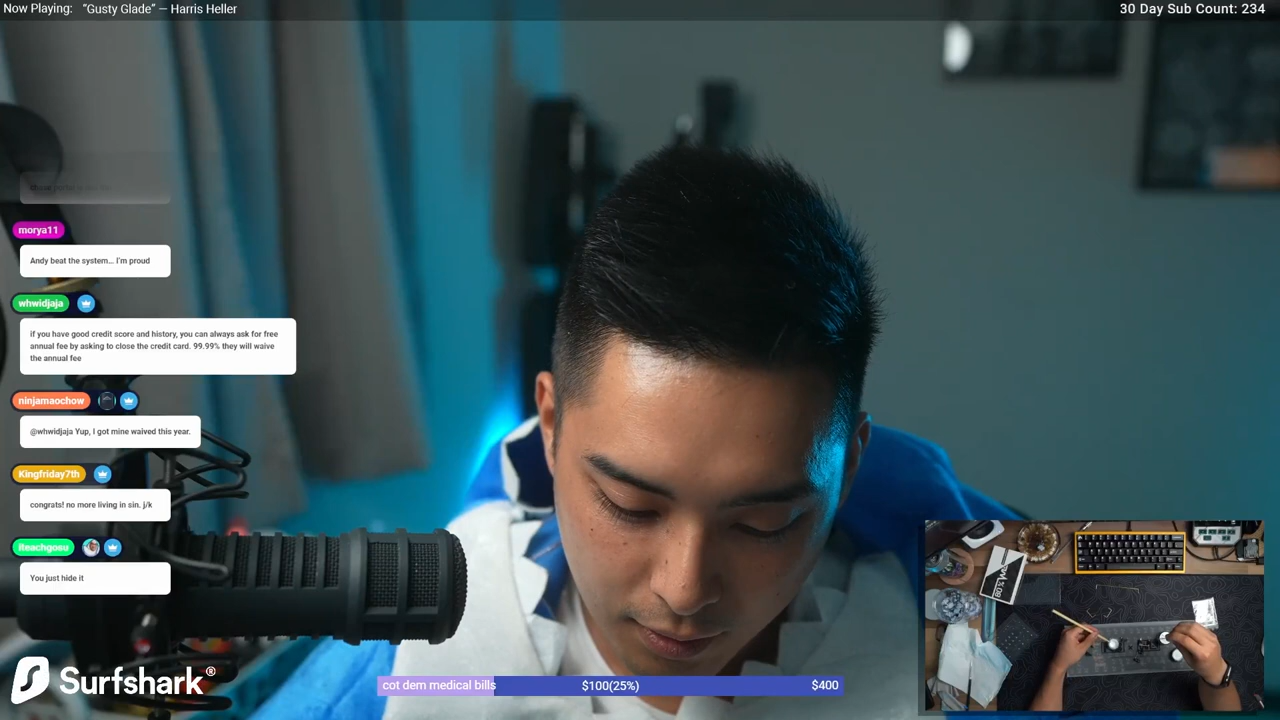 Now Playing: "Gusty Glade" — Harris Heller
30 Day Sub Count: 234
morya11
Andy beat the system... I'm proud
whwidjaja
if you have good credit score and history, you can always ask for free
annual fee by asking to close the credit card. 99.99% they will waive
the annual fee
ninjamaochow
@whwidjaja Yup, i got mine waived this year.
Kingfriday7th
congrats! no more living in sin. j/k
iteachgosu
You just hide it
Surfshark®
cot dem medical bills
$100(25%)
$400